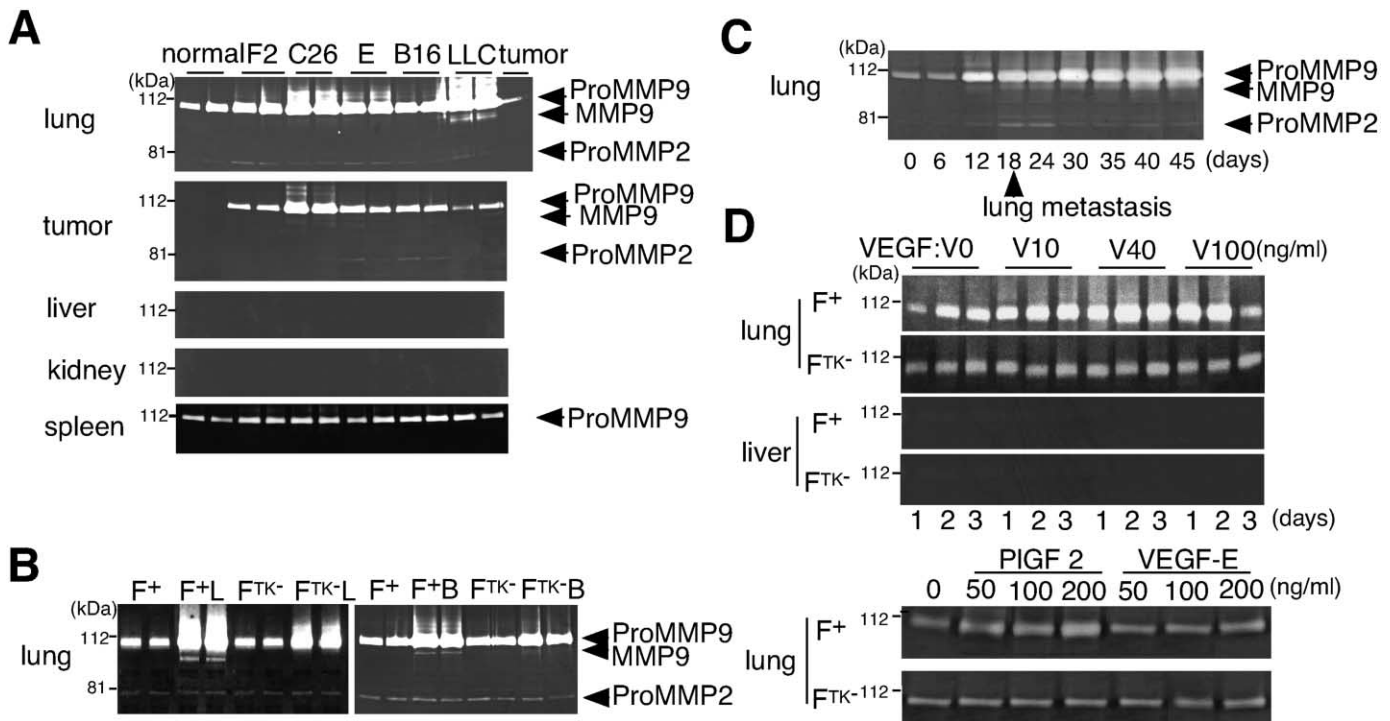 A
normal F2 C26 E B16 LLC tumor
(kDa)
lung
112
81
ProMMP9
MMP9
ProMMP2
tumor
112
81
ProMMP9
MMP9
ProMMP2
liver
112
kidney
112
spleen
112
ProMMP9
B
F+ F+L FTK- FTK-L F+ F+B FTK- FTK-B
(kDa)
lung
112
81
ProMMP9
MMP9
ProMMP2
C
(kDa)
lung
112
81
ProMMP9
MMP9
ProMMP2
0 6 12 18 24 30 35 40 45 (days)
lung metastasis
D
VEGF:V0 V10 V40 V100 (ng/ml)
(kDa)
lung
F+
112
FTK-
112
liver
F+
112
FTK-
112
1 2 3 1 2 3 1 2 3 1 2 3 (days)
PlGF 2 VEGF-E
0 50 100 200 50 100 200 (ng/ml)
lung
F+
112
FTK-
112